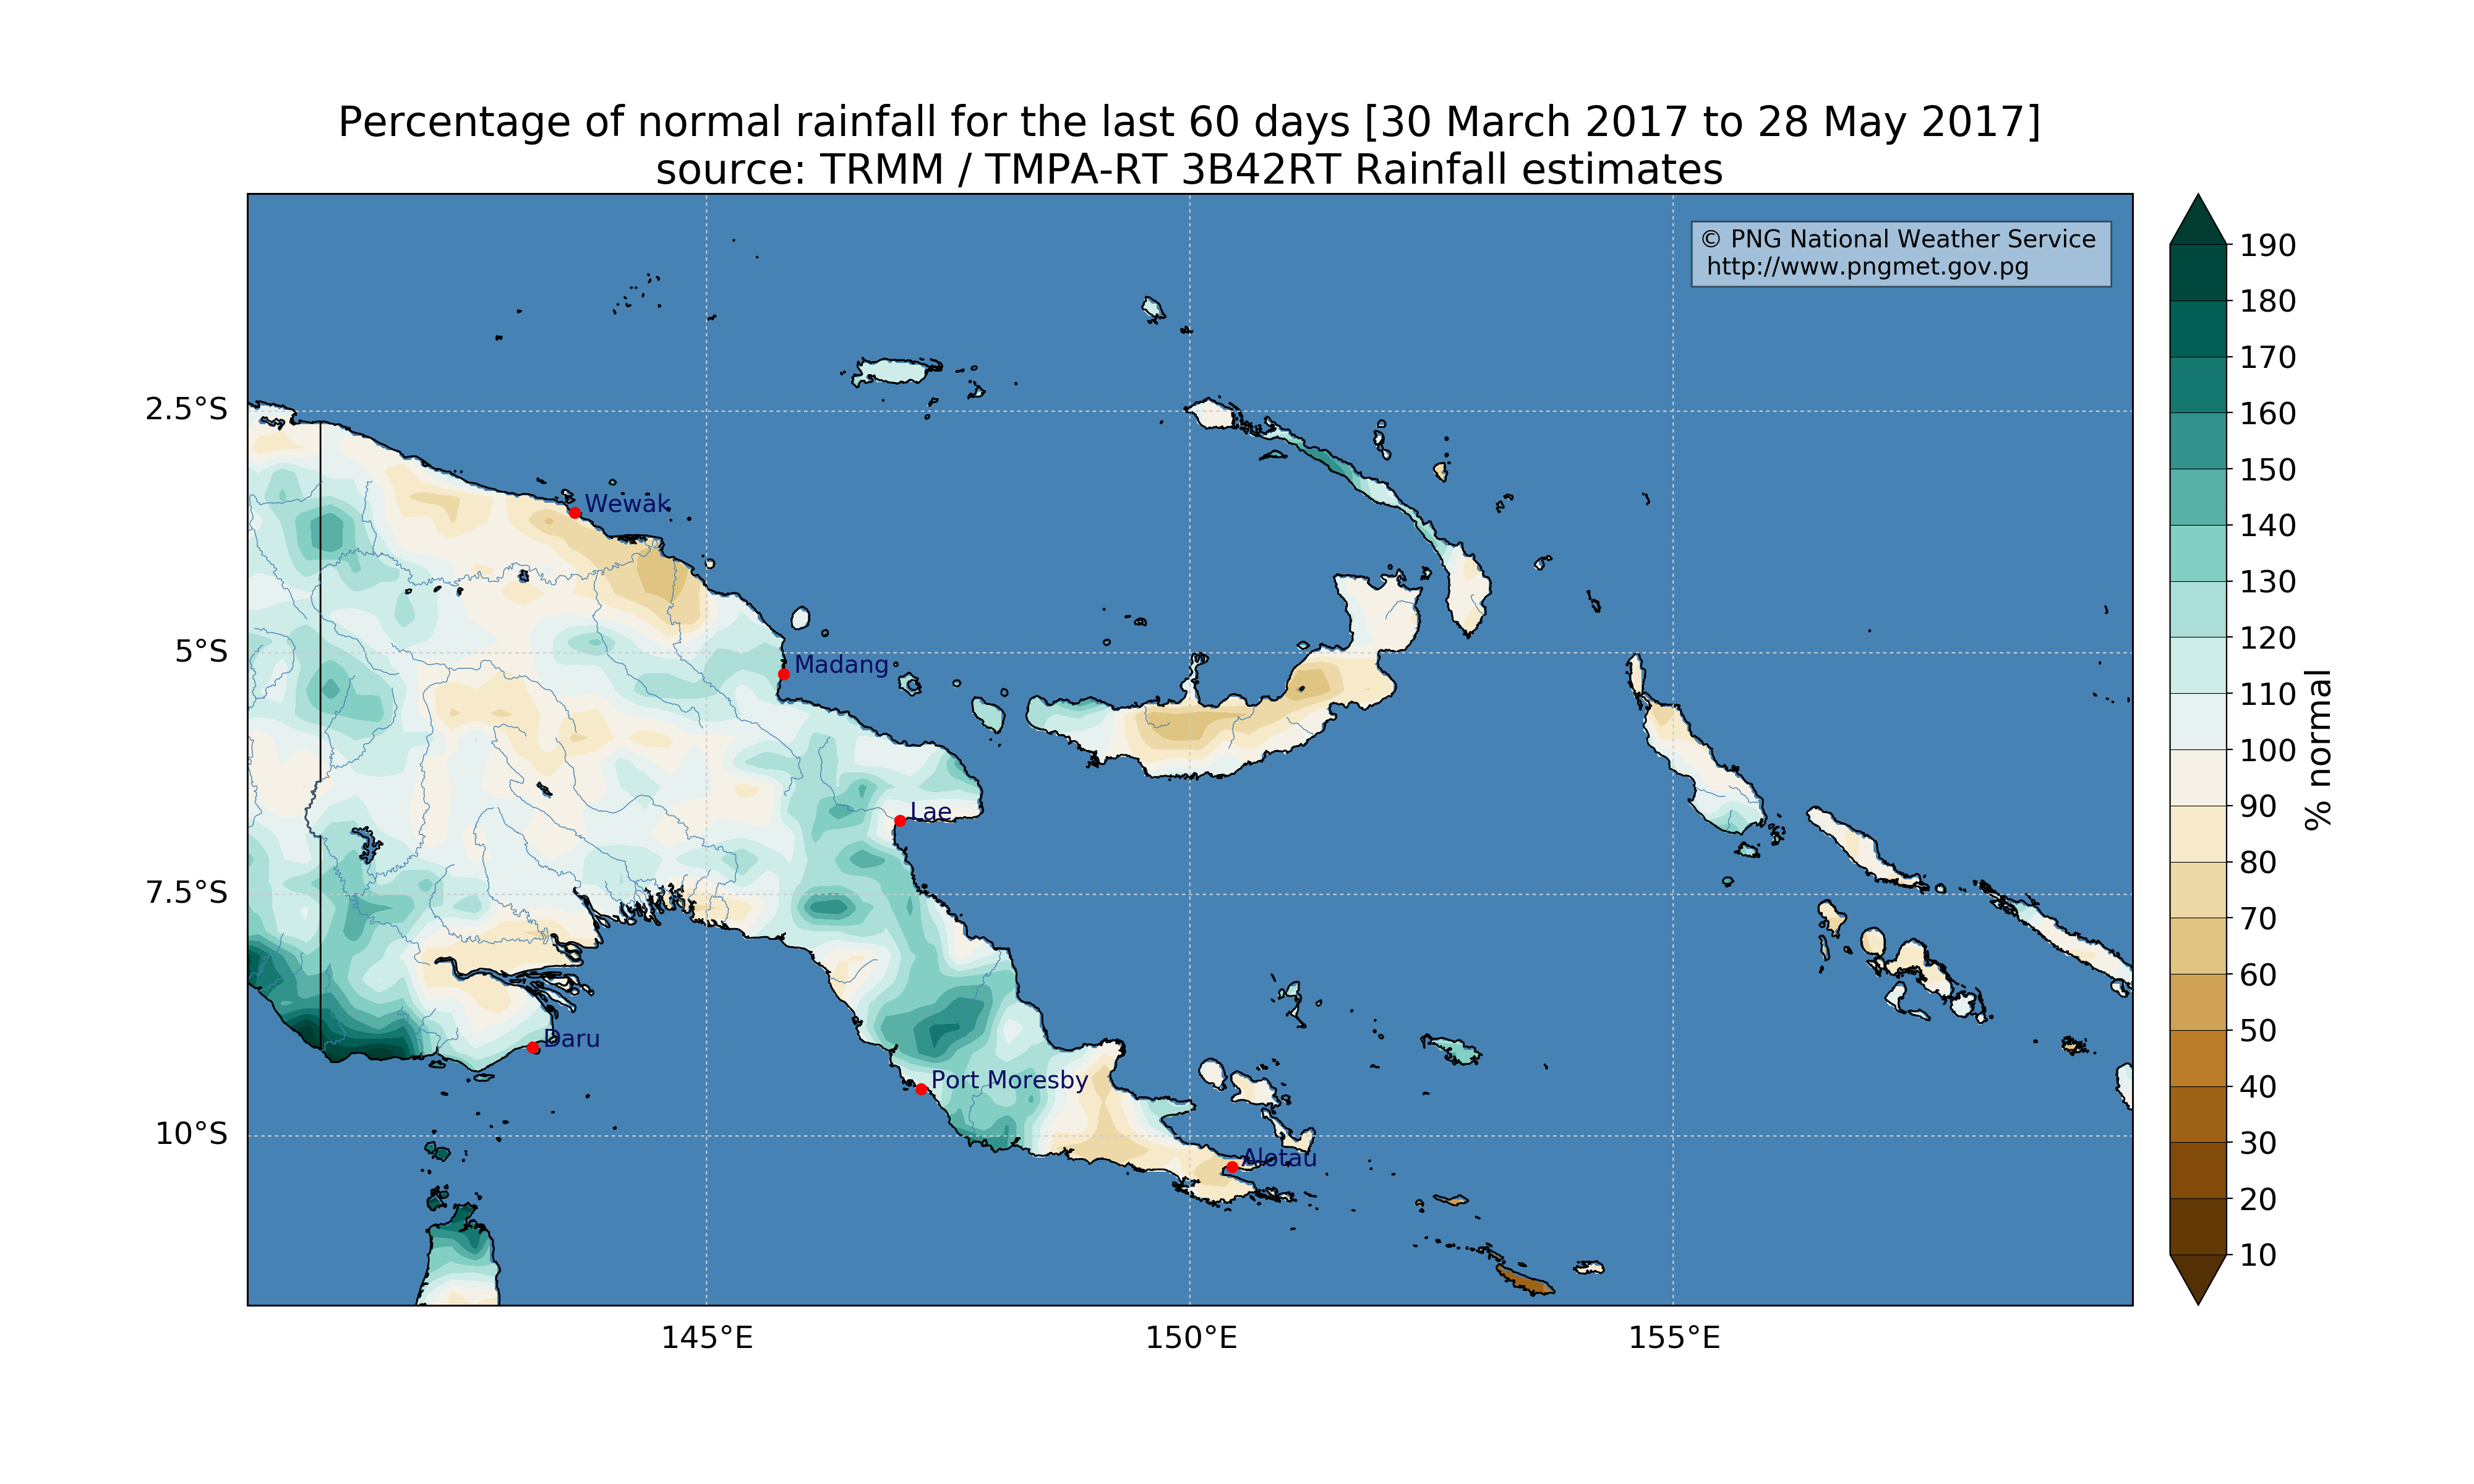 Percentage of normal rainfall for the last 60 days [30 March 2017 to 28 May 2017]
source: TRMM / TMPA-RT 3B42RT Rainfall estimates
© PNG National Weather Service
http://www.pngmet.gov.pg
2.5°S
5°S
7.5°S
10°S
Wewak
Madang
Lae
Daru
Port Moresby
Alotau
145°E
150°E
155°E
190
180
170
160
150
140
130
120
110
100
90
80
70
60
50
40
30
20
10
% normal